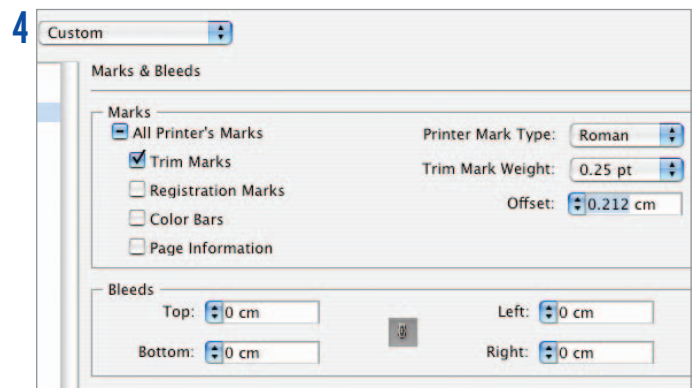 4
Custom
Marks & Bleeds
Marks
All Printer's Marks
Printer Mark Type: Roman
Trim Marks
Trim Mark Weight: 0.25 pt
Registration Marks
Offset: 0.212 cm
Color Bars
Page Information
Bleeds
Top: 0 cm
Left: 0 cm
Bottom: 0 cm
Right: 0 cm